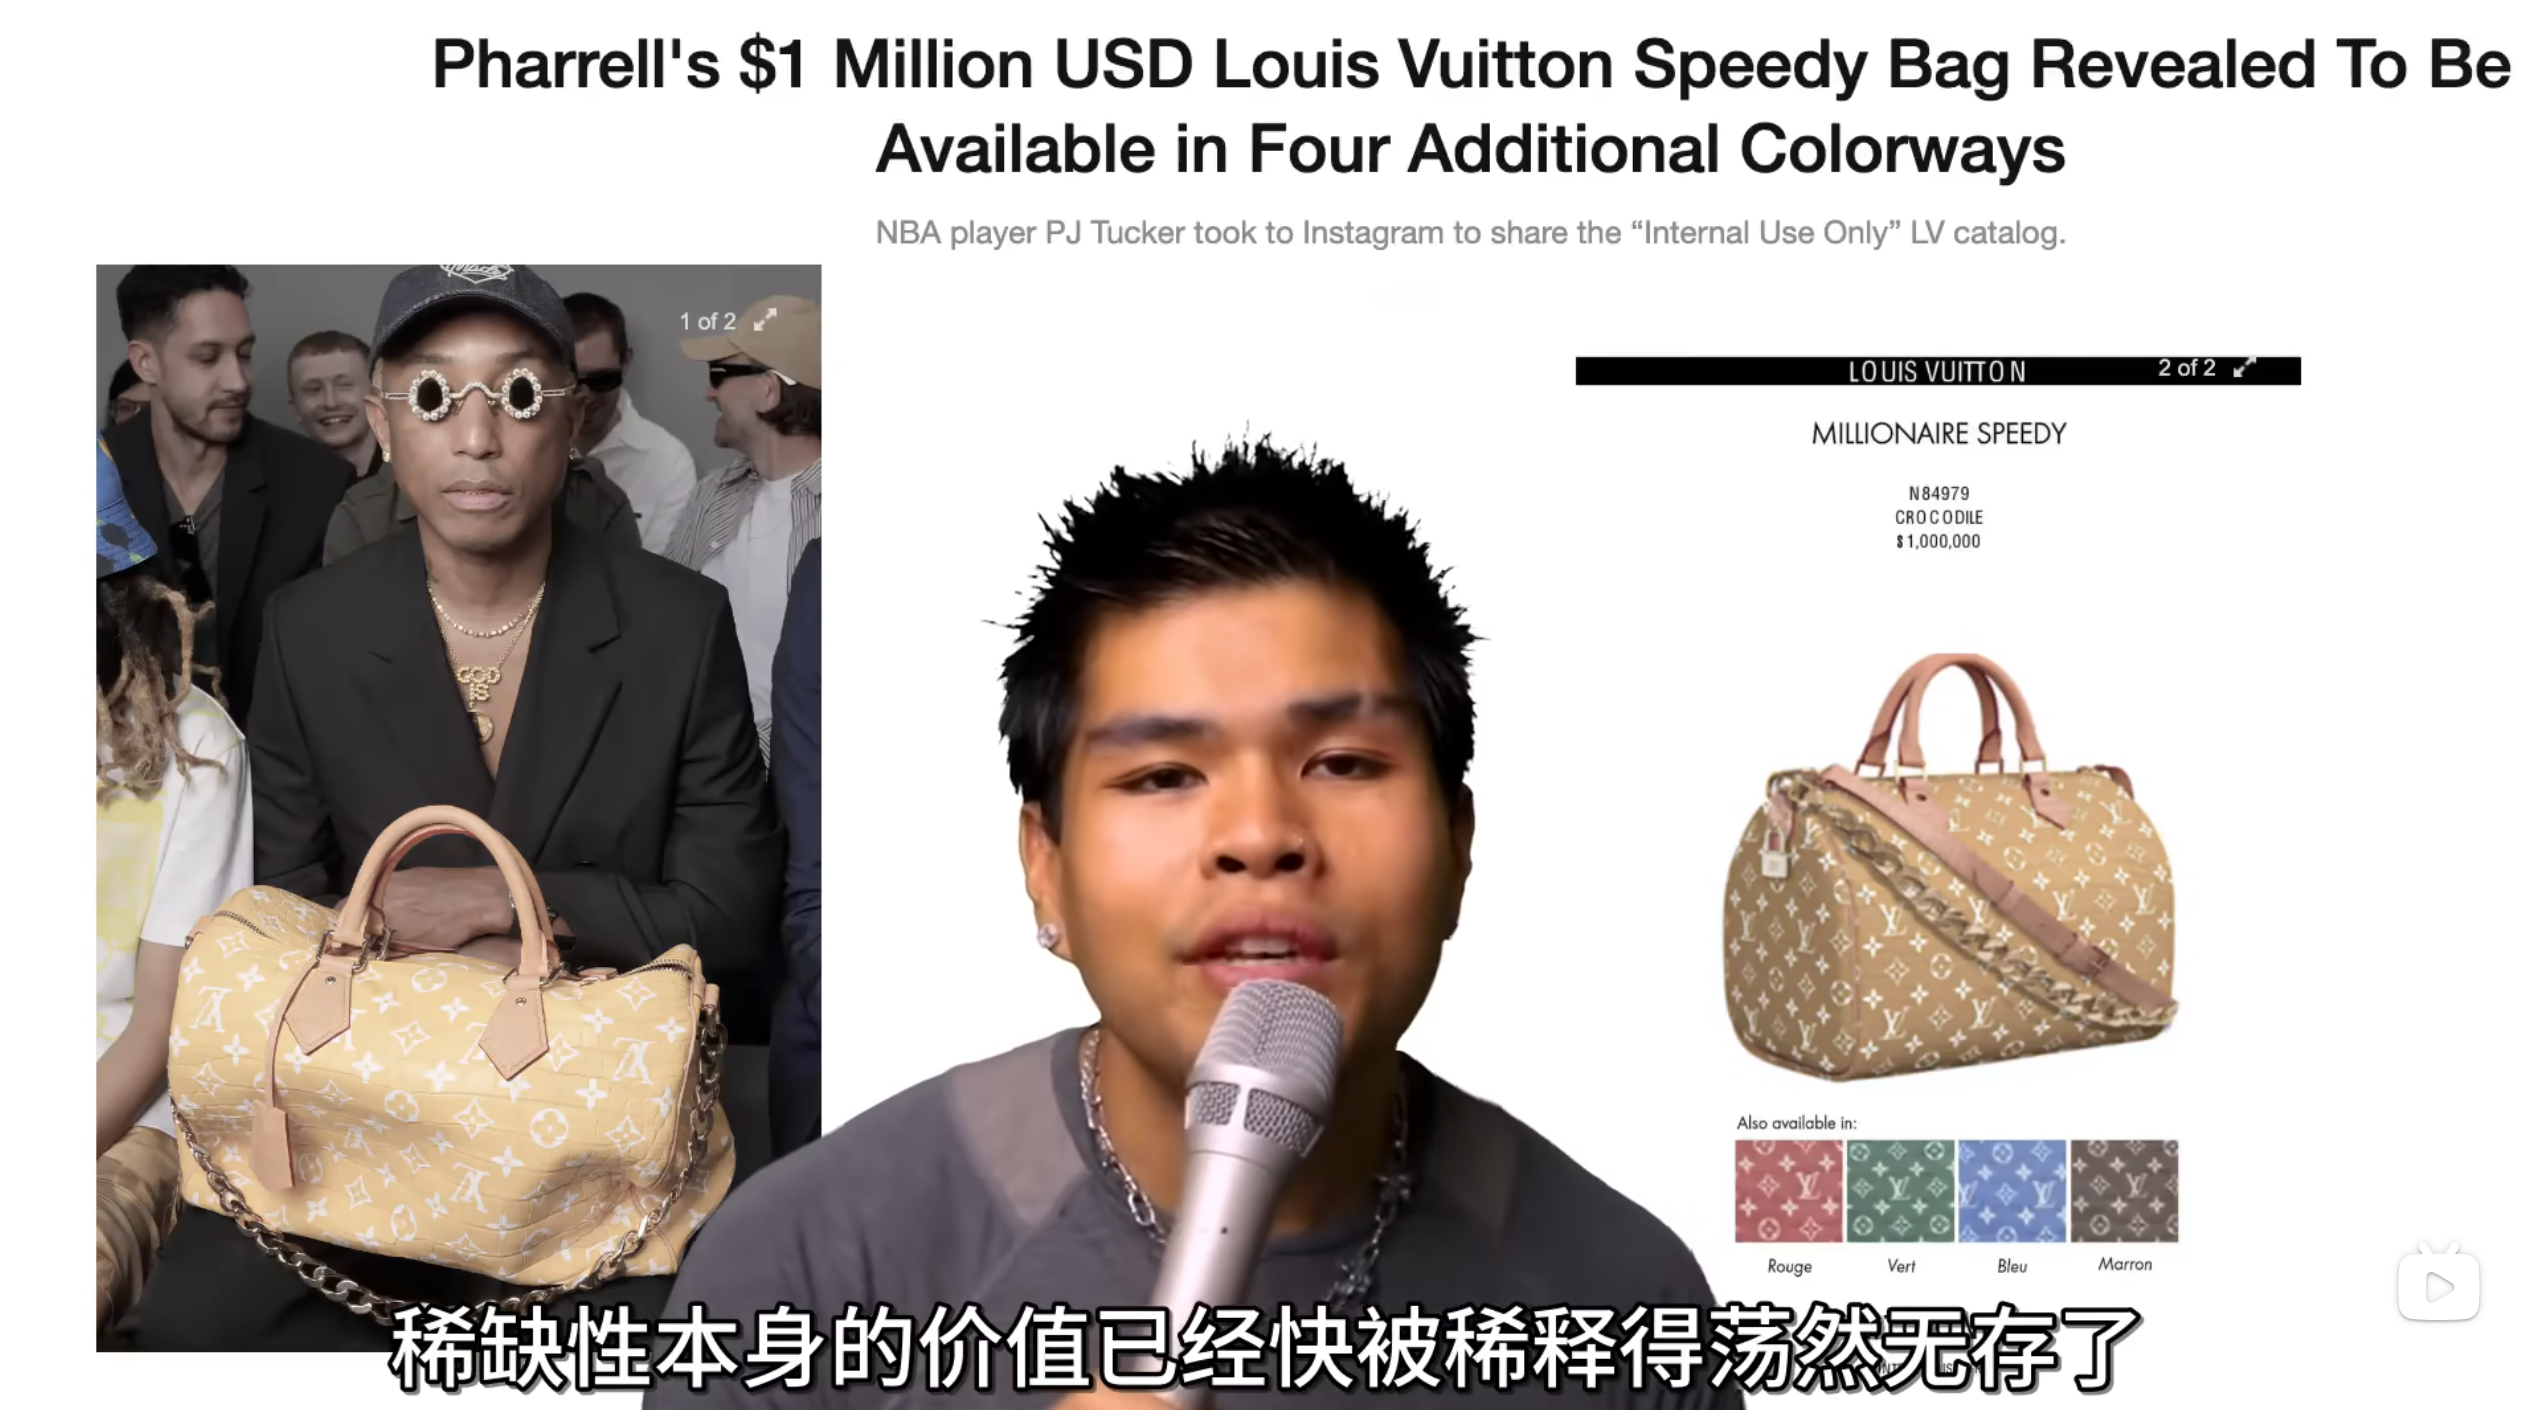 Pharrell's $1 Million USD Louis Vuitton Speedy Bag Revealed To Be
Available in Four Additional Colorways
NBA player PJ Tucker took to Instagram to share the “Internal Use Only” LV catalog.
1 of 2
LOUIS VUITTON
2 of 2
MILLIONAIRE SPEEDY
N84979
CROCODILE
$1,000,000
GOD
IS
Also available in:
Rouge
Vert
Bleu
Marron
稀缺性本身的价值已经快被稀释得荡然无存了